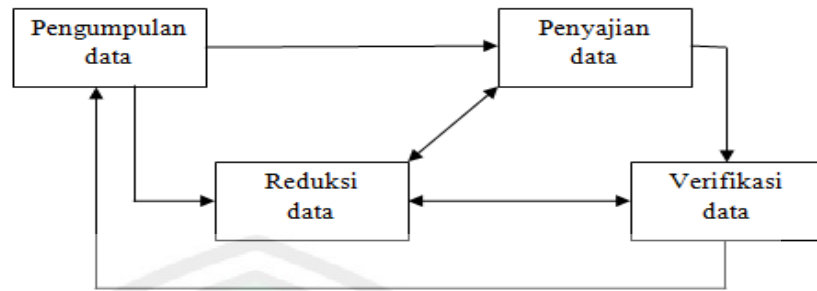 Pengumpulan
data
Penyajian
data
Reduksi
data
Verifikasi
data